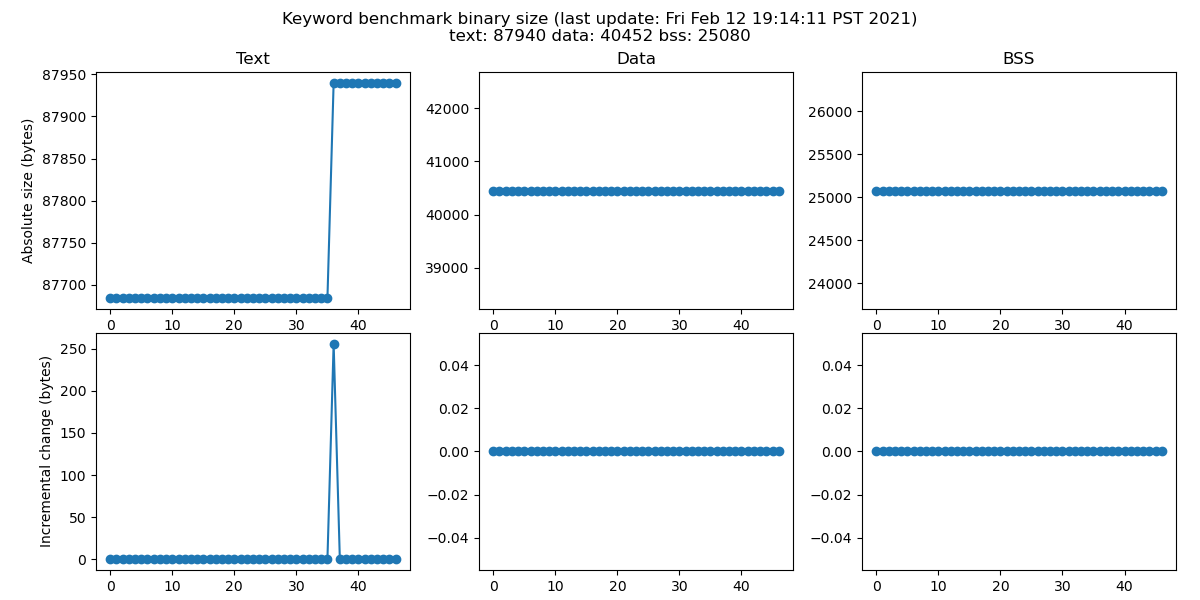 Keyword benchmark binary size (last update: Fri Feb 12 19:14:11 PST 2021)
text: 87940 data: 40452 bss: 25080
Text
Absolute size (bytes)
87950
87900
87850
87800
87750
87700
0 10 20 30 40
Data
42000
41000
40000
39000
0 10 20 30 40
BSS
26000
25500
25000
24500
24000
0 10 20 30 40
Incremental change (bytes)
250
200
150
100
50
0
0 10 20 30 40
0.04
0.02
0.00
−0.02
−0.04
0 10 20 30 40
0.04
0.02
0.00
−0.02
−0.04
0 10 20 30 40